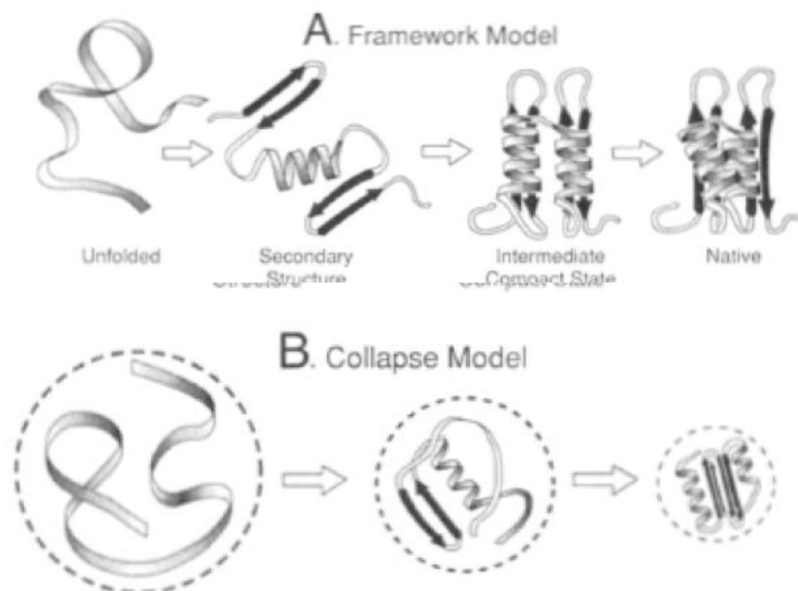 A. Framework Model
Unfolded
Secondary
Structure
Intermediate
Compact State
Native
B. Collapse Model